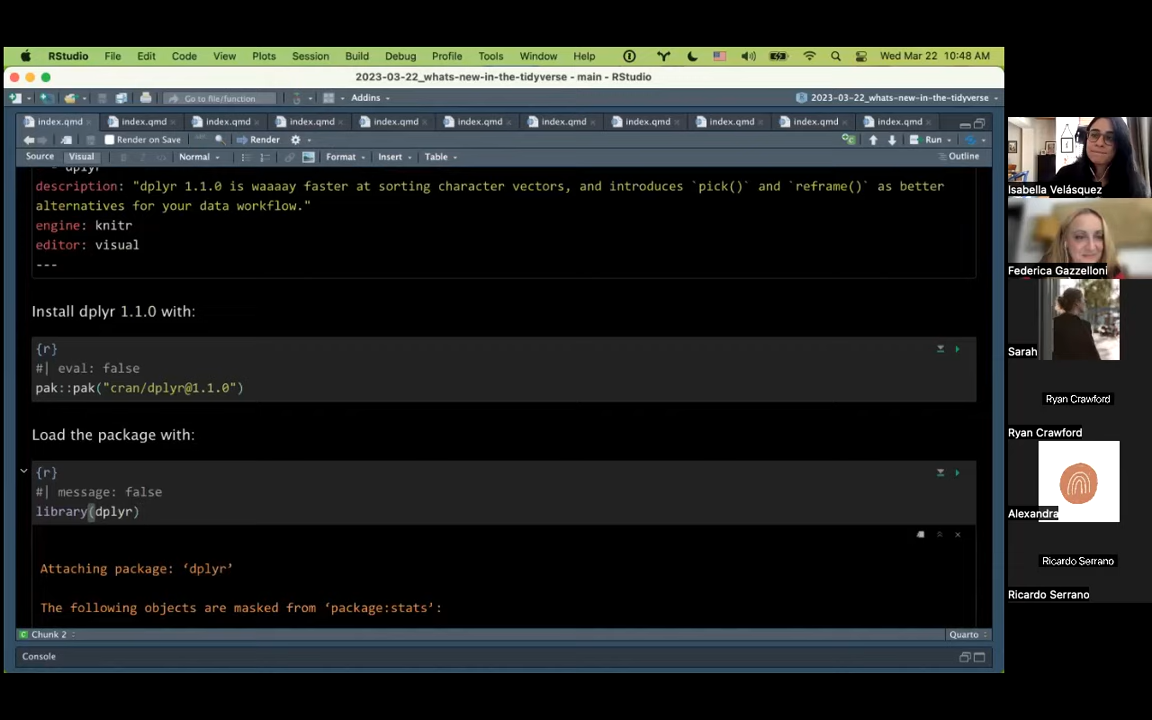 RStudio File Edit Code View Plots Session Build Debug Profile Tools Window Help Wed Mar 22 10:48 AM
2023-03-22_whats-new-in-the-tidyverse - main - RStudio
Go to file/function Addins 2023-03-22_whats-new-in-the-tidyverse
index.qmd index.qmd index.qmd index.qmd index.qmd index.qmd index.qmd index.qmd index.qmd index.qmd index.qmd
Render on Save Render Run
Source Visual B I Normal Format Insert Table Outline
dplyr
description: "dplyr 1.1.0 is waaaay faster at sorting character vectors, and introduces `pick()` and `reframe()` as better
alternatives for your data workflow."
engine: knitr
editor: visual
---
Install dplyr 1.1.0 with:
{r}
#| eval: false
pak::pak("cran/dplyr@1.1.0")
Load the package with:
{r}
#| message: false
library(dplyr)
Attaching package: ‘dplyr’
The following objects are masked from ‘package:stats’:
Chunk 2 Quarto
Console
Isabella Velásquez
Federica Gazzelloni
Sarah
Ryan Crawford
Ryan Crawford
Alexandra
Ricardo Serrano
Ricardo Serrano